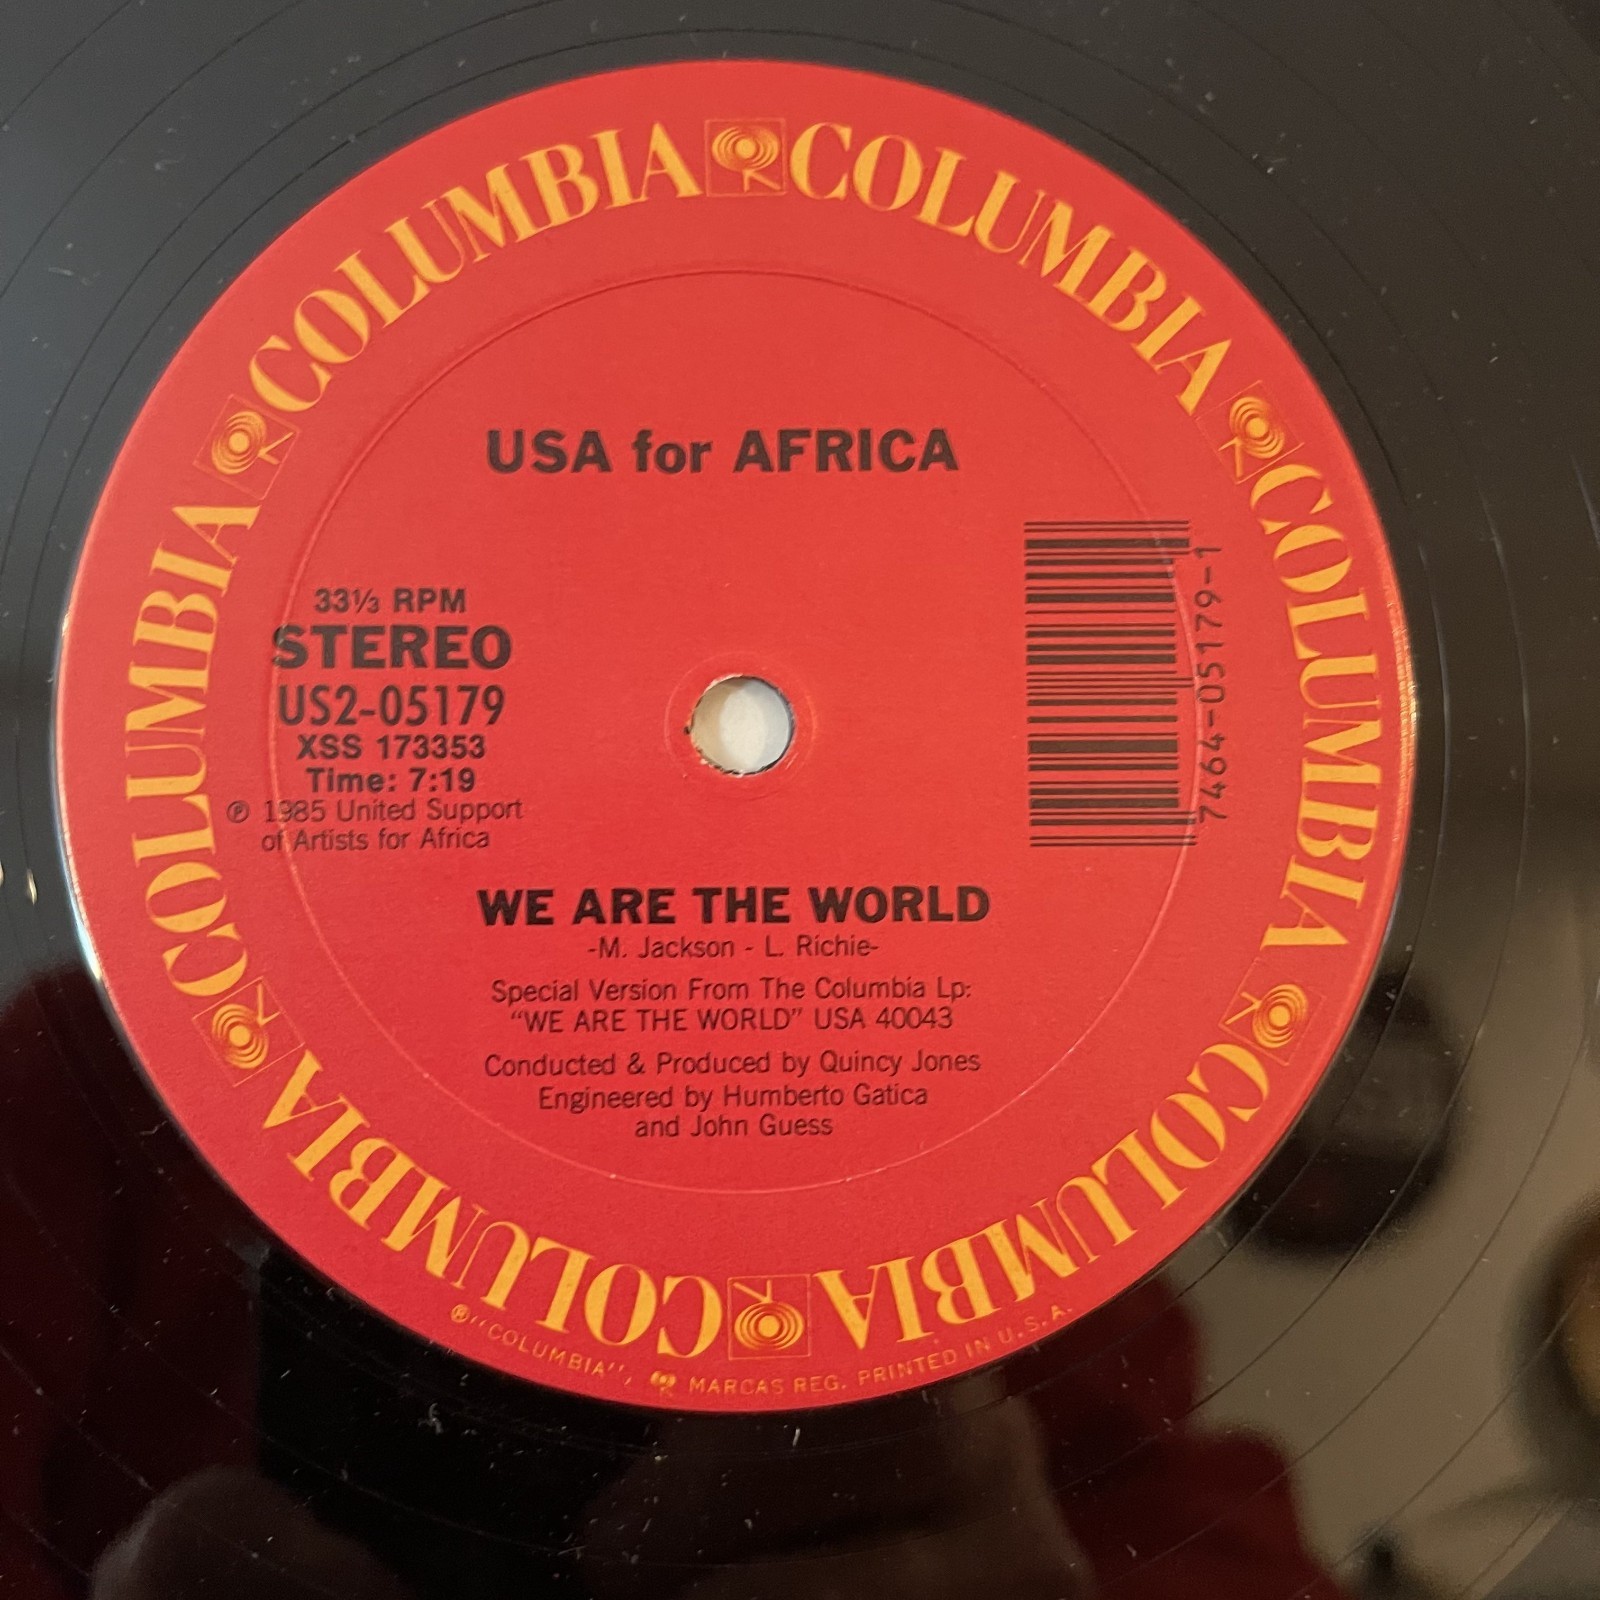 COLUMBIA COLUMBIA COLUMBIA COLUMBIA COLUMBIA COLUMBIA
USA for AFRICA
33⅓ RPM
STEREO
US2-05179
XSS 173353
Time: 7:19
℗ 1985 United Support
of Artists for Africa
7464-05179-1
WE ARE THE WORLD
-M. Jackson - L. Richie-
Special Version From The Columbia Lp:
"WE ARE THE WORLD" USA 40043
Conducted & Produced by Quincy Jones
Engineered by Humberto Gatica
and John Guess
® "COLUMBIA", MARCAS REG. PRINTED IN U.S.A.